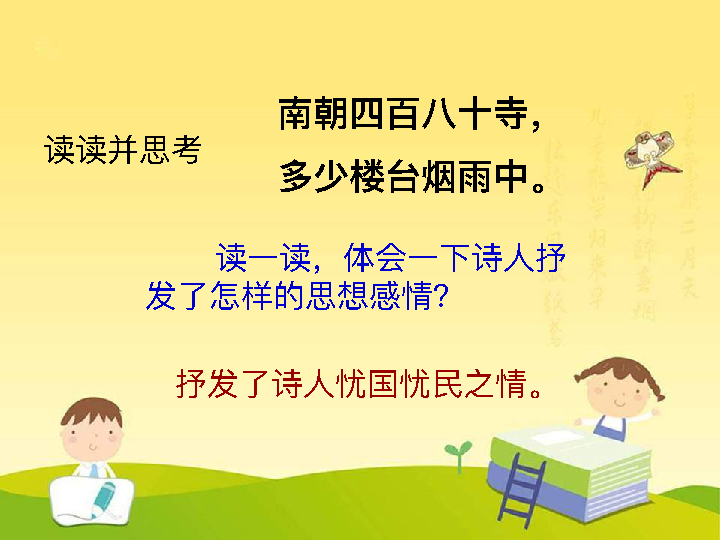 南朝四百八十寺，
读读并思考
多少楼台烟雨中。
读一读，体会一下诗人抒
发了怎样的思想感情？
抒发了诗人忧国忧民之情。